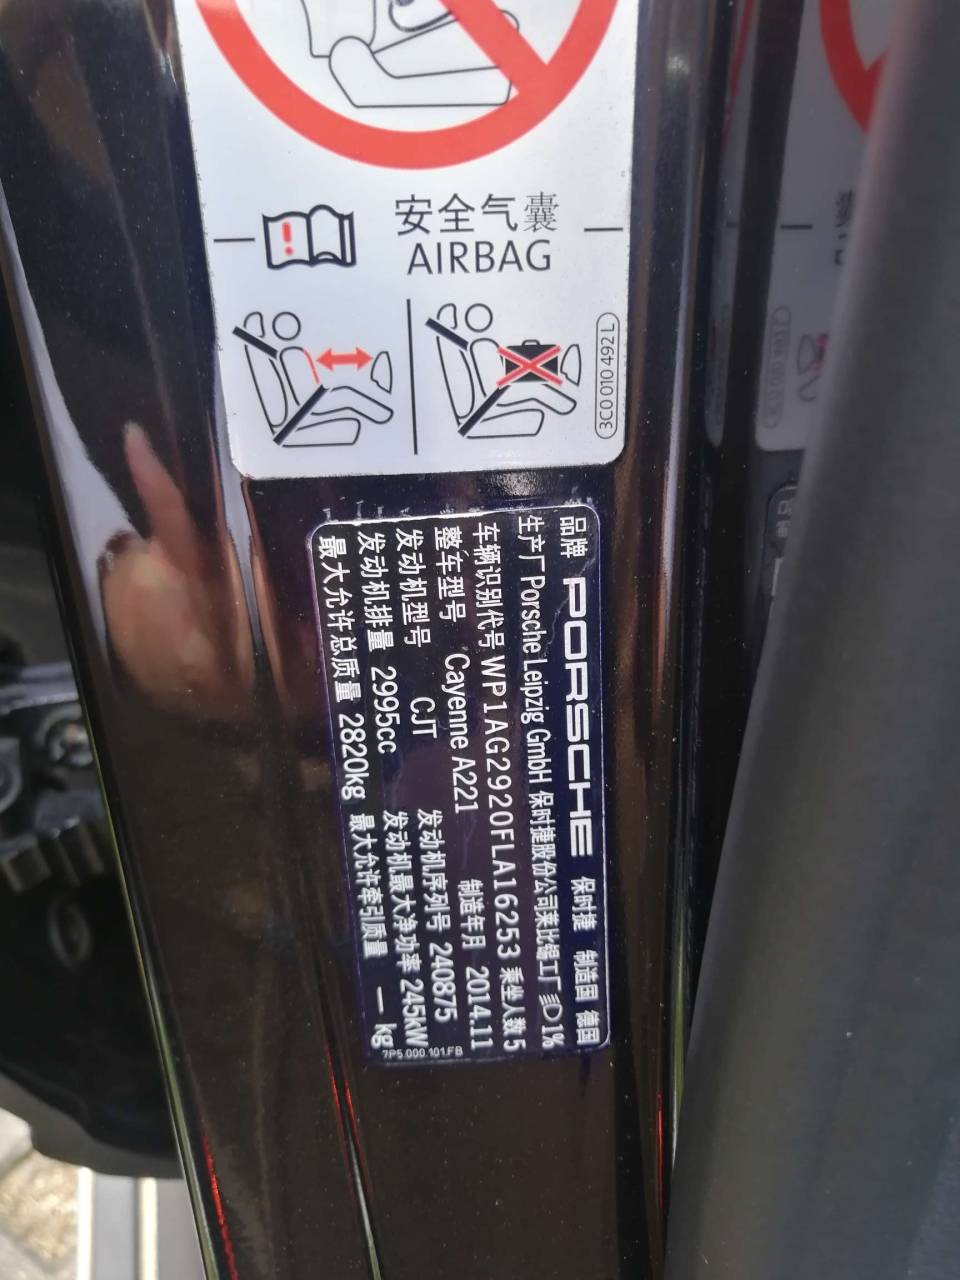 安全气囊
AIRBAG
3C0 010 492 L
品牌 PORSCHE 保时捷 制造国 德国
生产厂 Porsche Leipzig GmbH 保时捷股份公司莱比锡工厂 1%
车辆识别代号 WP1AG2920FLA16253 乘坐人数 5
整车型号 Cayenne A221 制造年月 2014.11
发动机型号 CJT 发动机序列号 240875
发动机排量 2995cc 发动机最大净功率 245kW
最大允许总质量 2820kg 最大允许牵引质量 — kg
7P5.000.101.FB